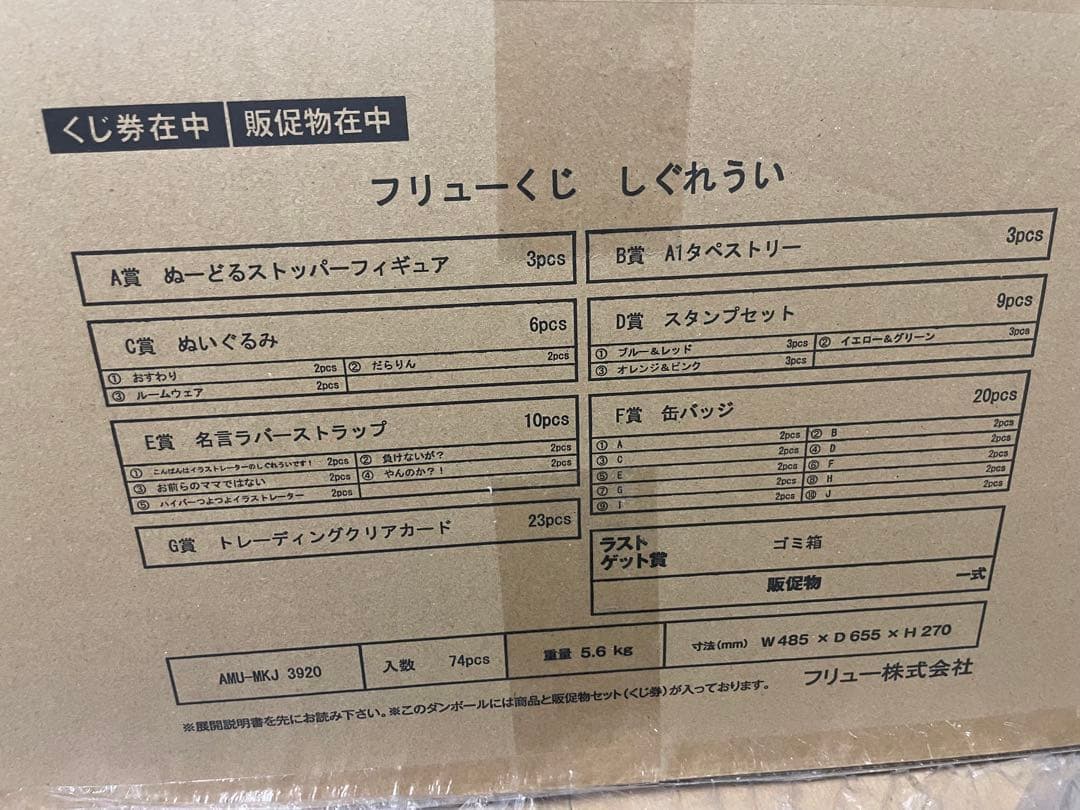 くじ券在中 販促物在中
フリューくじ しぐれうい
A賞 ぬーどるストッパーフィギュア 3pcs
B賞 A1タペストリー 3pcs
C賞 ぬいぐるみ 6pcs
① おすわり 2pcs ② だらりん 2pcs
③ ルームウェア 2pcs
D賞 スタンプセット 9pcs
① ブルー&レッド 3pcs ② イエロー&グリーン 3pcs
③ オレンジ&ピンク 3pcs
E賞 名言ラバーストラップ 10pcs
① こんばんはイラストレーターのしぐれういです! 2pcs ② 負けないが? 2pcs
③ お前らのママではない 2pcs ④ やんのか?! 2pcs
⑤ ハイパーつよつよイラストレーター 2pcs
F賞 缶バッジ 20pcs
① A 2pcs ② B 2pcs
③ C 2pcs ④ D 2pcs
⑤ E 2pcs ⑥ F 2pcs
⑦ G 2pcs ⑧ H 2pcs
⑨ I 2pcs ⑩ J 2pcs
G賞 トレーディングクリアカード 23pcs
ラストゲット賞 ゴミ箱
販促物 一式
AMU-MKJ 3920 入数 74pcs 重量 5.6 kg 寸法(mm) W 485 × D 655 × H 270
※展開説明書を先にお読み下さい。※このダンボールには商品と販促物セット(くじ券)が入っております。
フリュー株式会社